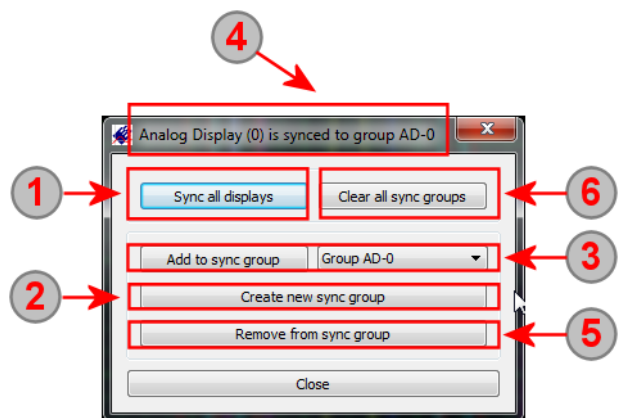 4
Analog Display (0) is synced to group AD-0
x
1
Sync all displays
Clear all sync groups
6
Add to sync group
Group AD-0
3
2
Create new sync group
Remove from sync group
5
Close